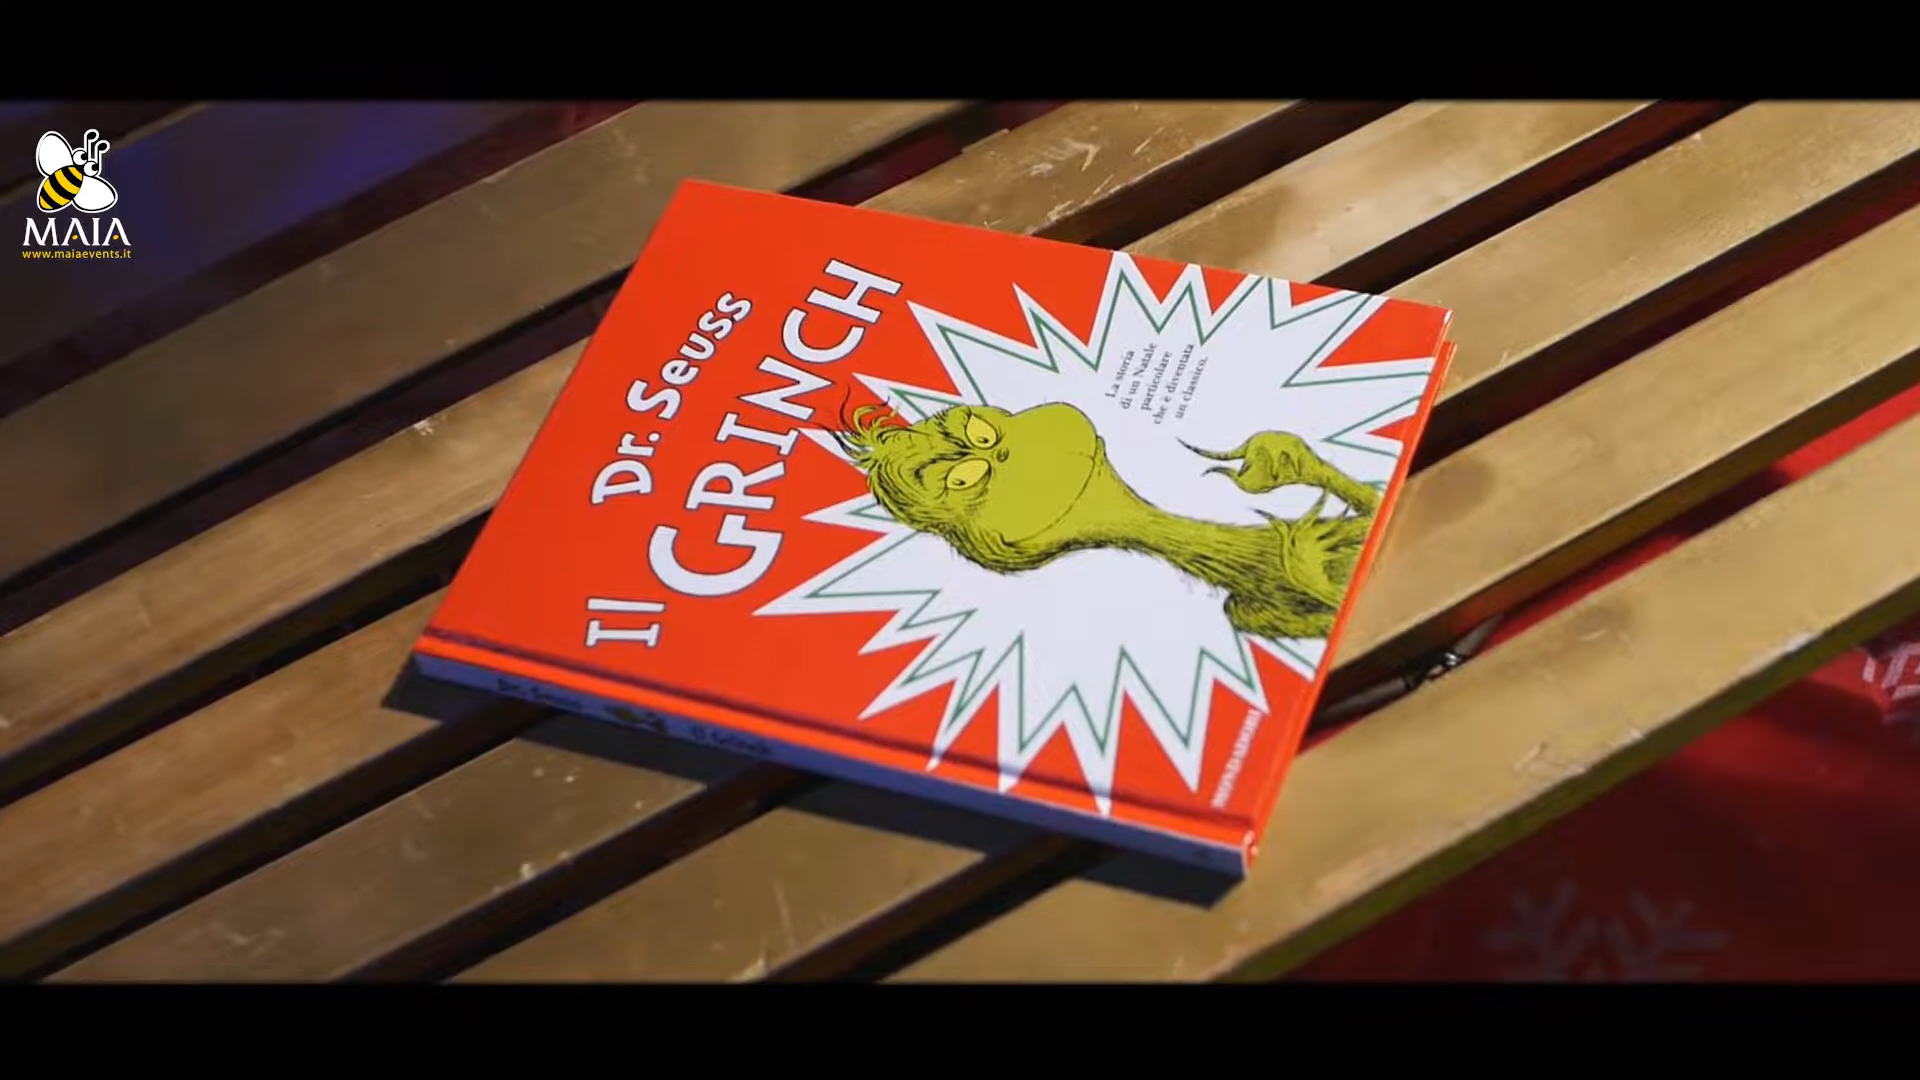 MAIA
www.maiaevents.it
Dr. Seuss
Il GRINCH
La storia
di un Natale
particolare
che è diventata
un classico.
MONDADORI